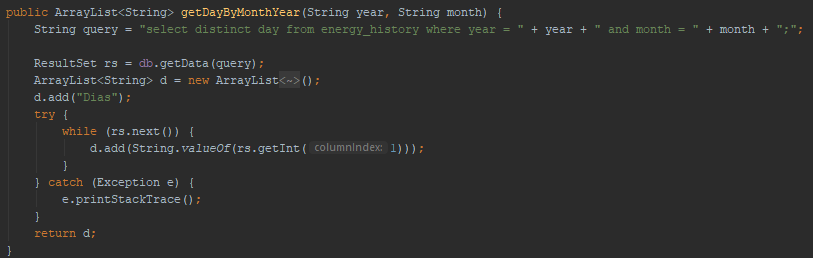 public ArrayList<String> getDayByMonthYear(String year, String month) {
String query = "select distinct day from energy_history where year = " + year + " and month = " + month + ";";
ResultSet rs = db.getData(query);
ArrayList<String> d = new ArrayList<~>();
d.add("Dias");
try {
while (rs.next()) {
d.add(String.valueOf(rs.getInt( columnIndex: 1)));
}
} catch (Exception e) {
e.printStackTrace();
}
return d;
}